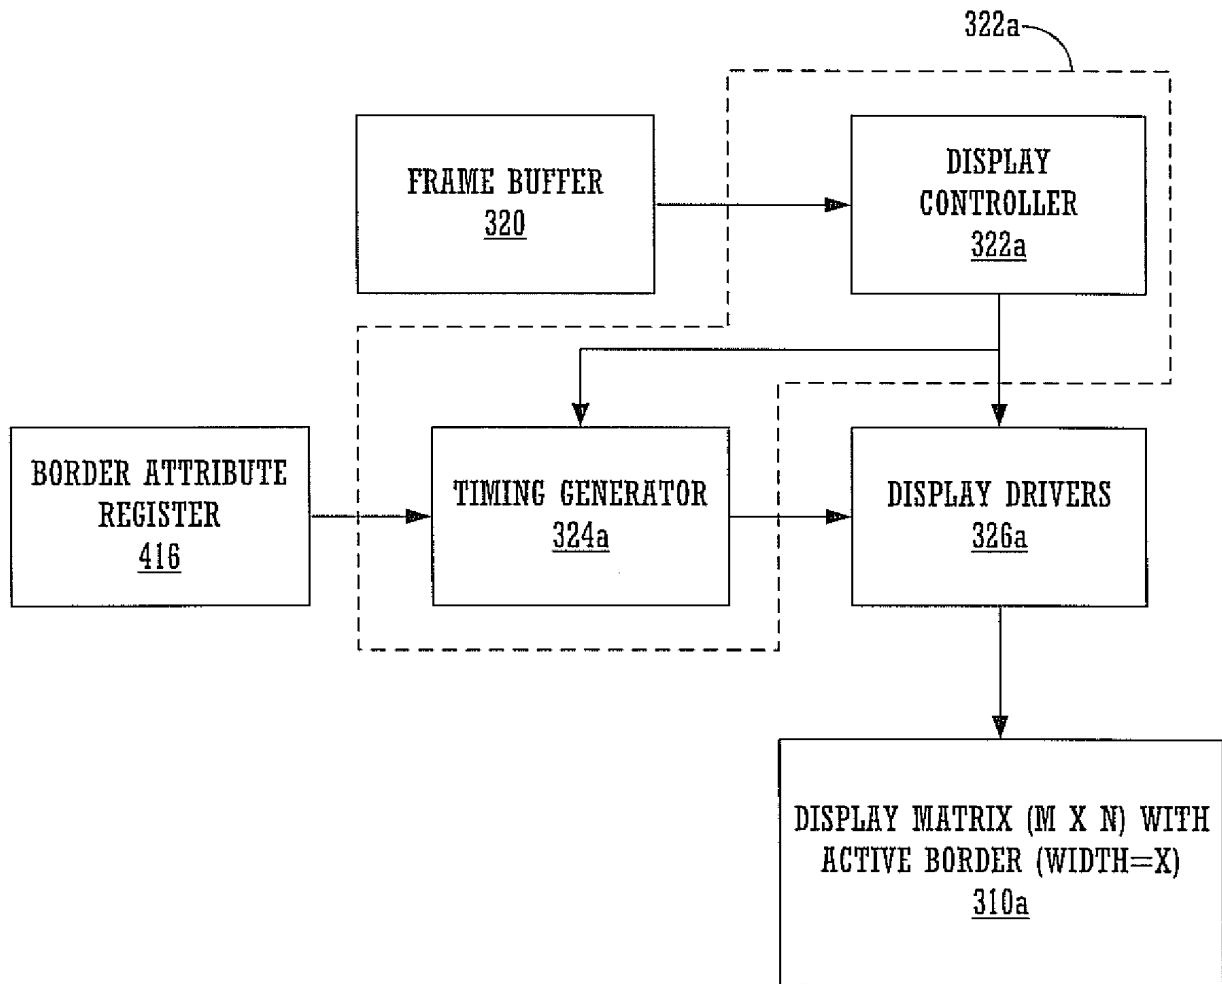 322a
FRAME BUFFER
320
DISPLAY
CONTROLLER
322a
BORDER ATTRIBUTE
REGISTER
416
TIMING GENERATOR
324a
DISPLAY DRIVERS
326a
DISPLAY MATRIX (M X N) WITH
ACTIVE BORDER (WIDTH=X)
310a